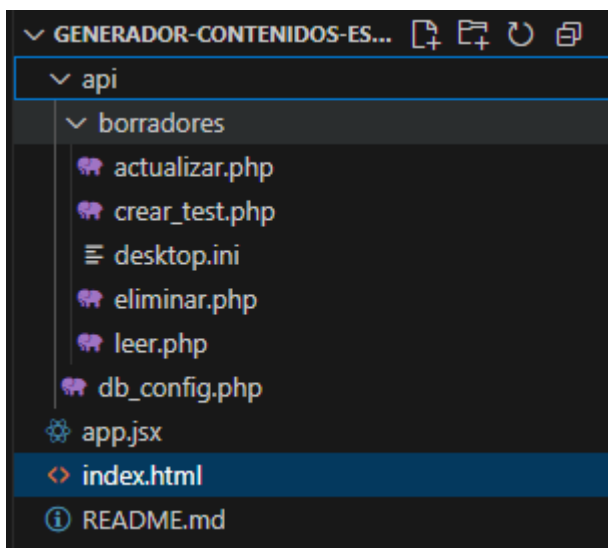 GENERADOR-CONTENIDOS-ES...
api
borradores
actualizar.php
crear_test.php
desktop.ini
eliminar.php
leer.php
db_config.php
app.jsx
index.html
README.md